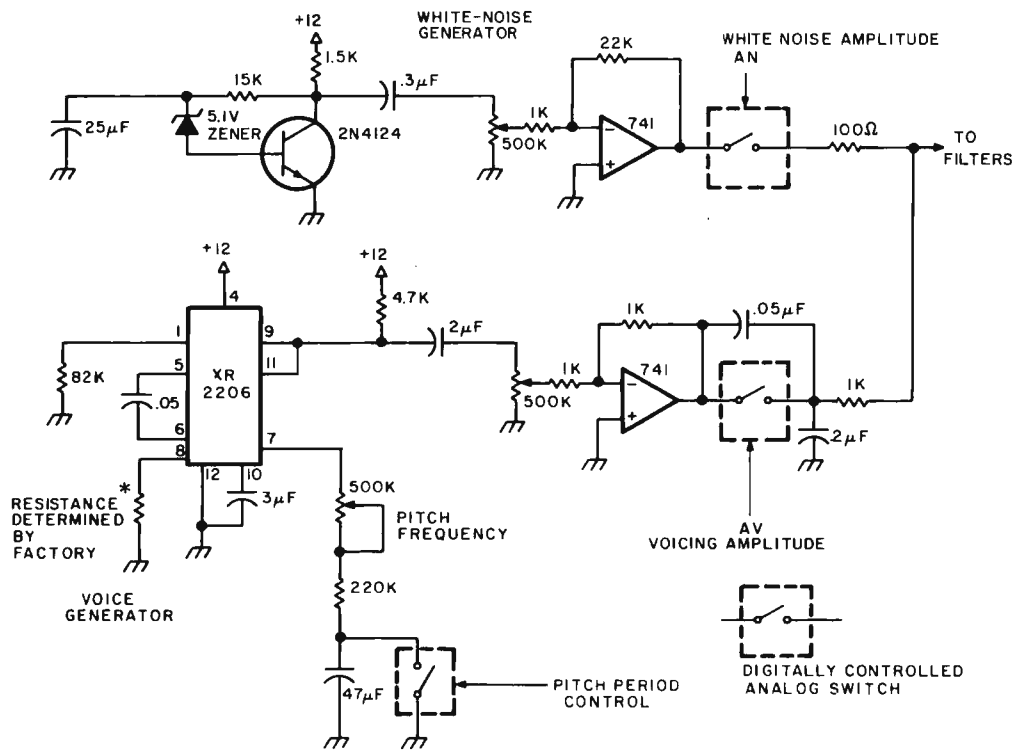 +12
WHITE-NOISE
GENERATOR
1.5K
15K
.3µF
25µF
5.1V
ZENER
2N4124
500K
1K
22K
741
-
+
WHITE NOISE AMPLITUDE
AN
100Ω
TO
FILTERS
+12
4
1
9
5
11
XR
2206
82K
.05
6
8
7
12
10
3µF
*
RESISTANCE
DETERMINED
BY
FACTORY
VOICE
GENERATOR
+12
4.7K
2µF
500K
1K
1K
741
-
+
.05µF
1K
.2µF
AV
VOICING AMPLITUDE
500K
PITCH
FREQUENCY
220K
47µF
PITCH PERIOD
CONTROL
DIGITALLY CONTROLLED
ANALOG SWITCH